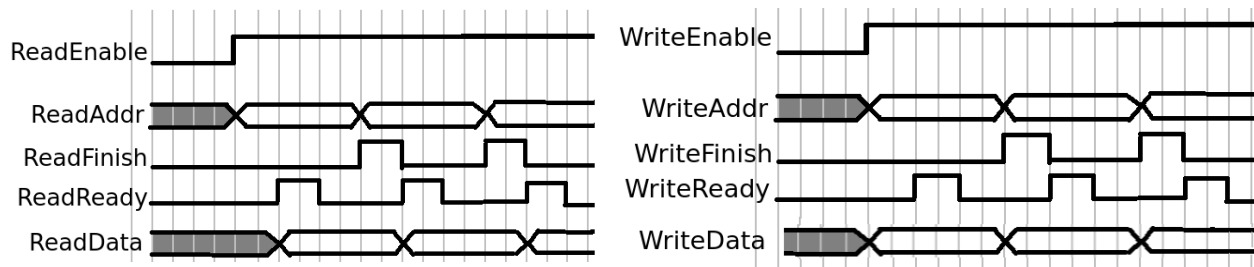 ReadEnable
ReadAddr
ReadFinish
ReadReady
ReadData
WriteEnable
WriteAddr
WriteFinish
WriteReady
WriteData